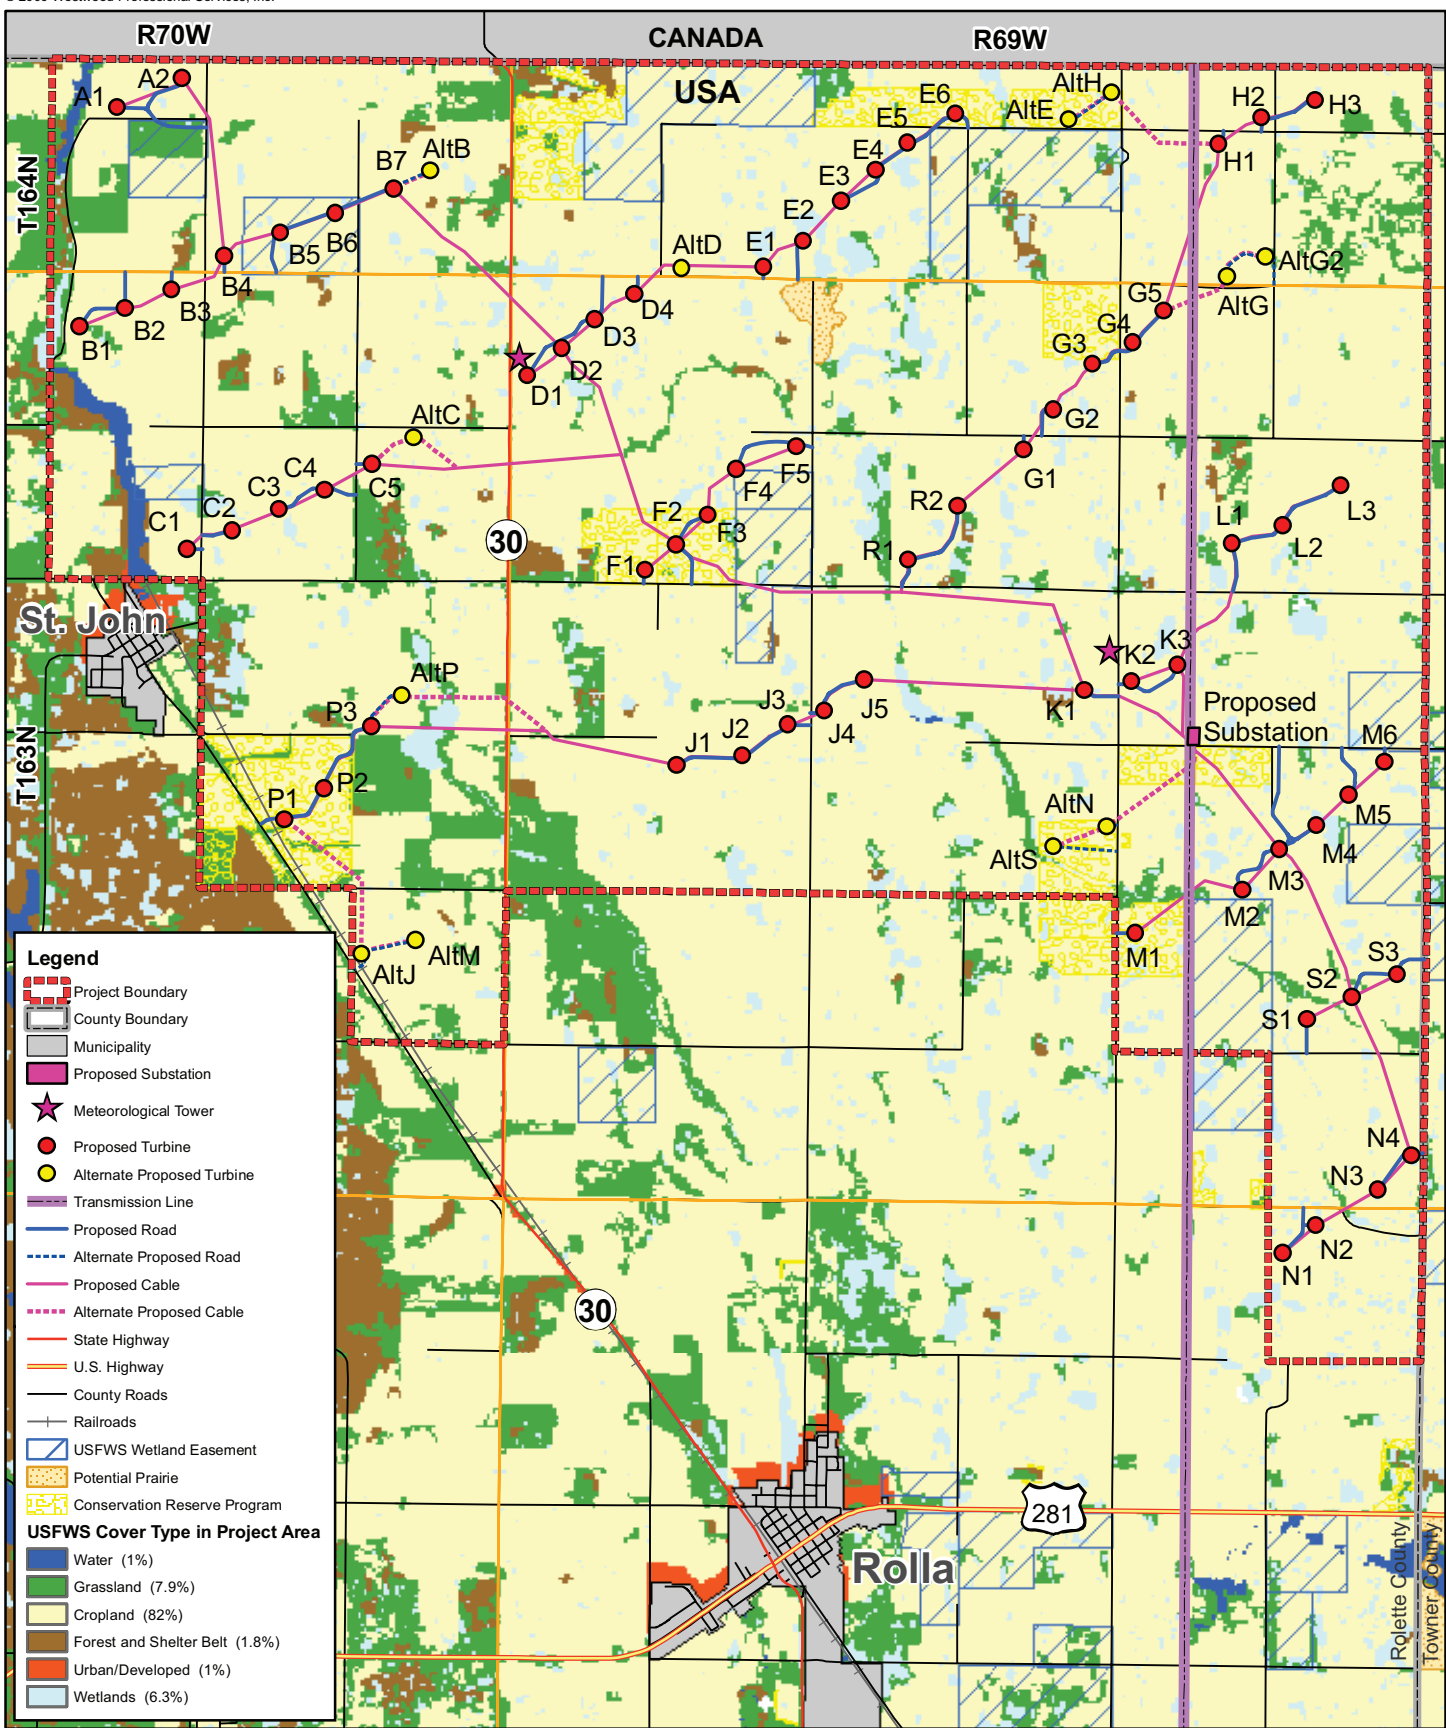 R70W
CANADA
R69W
USA
T164N
T163N
A1
A2
B7
AltB
B5
B6
B4
B3
B2
B1
AltC
C5
C4
C3
C2
C1
D1
D2
D3
D4
AltD
E1
E2
E3
E4
E5
E6
AltE
AltH
H1
H2
H3
AltG2
AltG
G5
G4
G3
G2
G1
R2
R1
F5
F4
F3
F2
F1
L1
L2
L3
30
St. John
AltP
P3
P2
P1
J1
J2
J3
J4
J5
K1
K2
K3
Proposed
Substation
M6
M5
M4
M3
M2
M1
AltN
AltS
AltM
AltJ
S3
S2
S1
N4
N3
N2
N1
30
281
Rolla
Rolette County
Towner County
Legend
Project Boundary
County Boundary
Municipality
Proposed Substation
Meteorological Tower
Proposed Turbine
Alternate Proposed Turbine
Transmission Line
Proposed Road
Alternate Proposed Road
Proposed Cable
Alternate Proposed Cable
State Highway
U.S. Highway
County Roads
Railroads
USFWS Wetland Easement
Potential Prairie
Conservation Reserve Program
USFWS Cover Type in Project Area
Water (1%)
Grassland (7.9%)
Cropland (82%)
Forest and Shelter Belt (1.8%)
Urban/Developed (1%)
Wetlands (6.3%)